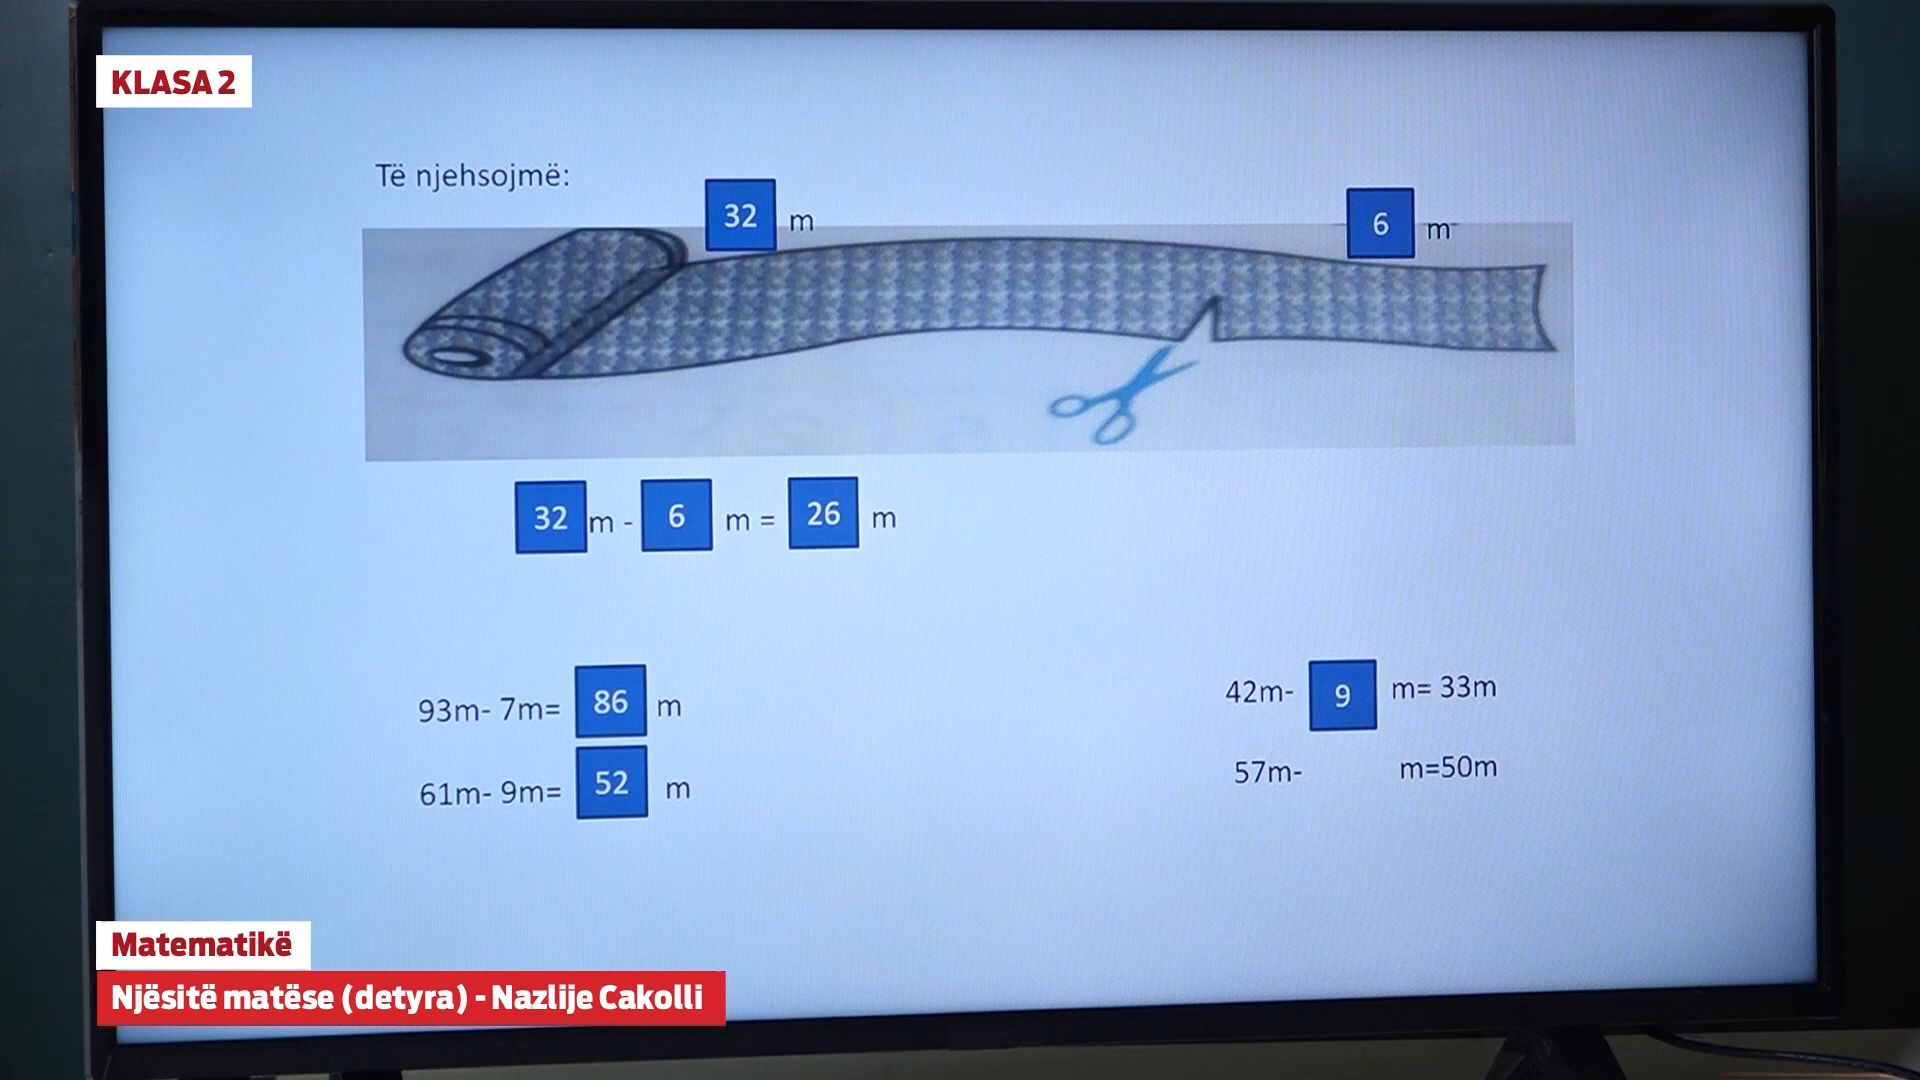 KLASA 2
Të njehsojmë:
32 m
6 m
32 m - 6 m = 26 m
93m- 7m= 86 m
42m- 9 m= 33m
61m- 9m= 52 m
57m- m=50m
Matematikë
Njësitë matëse (detyra) - Nazlije Cakolli